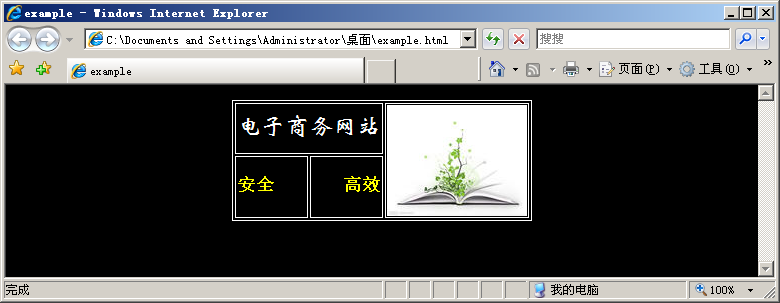 example - Windows Internet Explorer
C:\Documents and Settings\Administrator\桌面\example.html
搜搜
example
页面(P)
工具(O)
»
电子商务网站
安全
高效
完成
我的电脑
100%